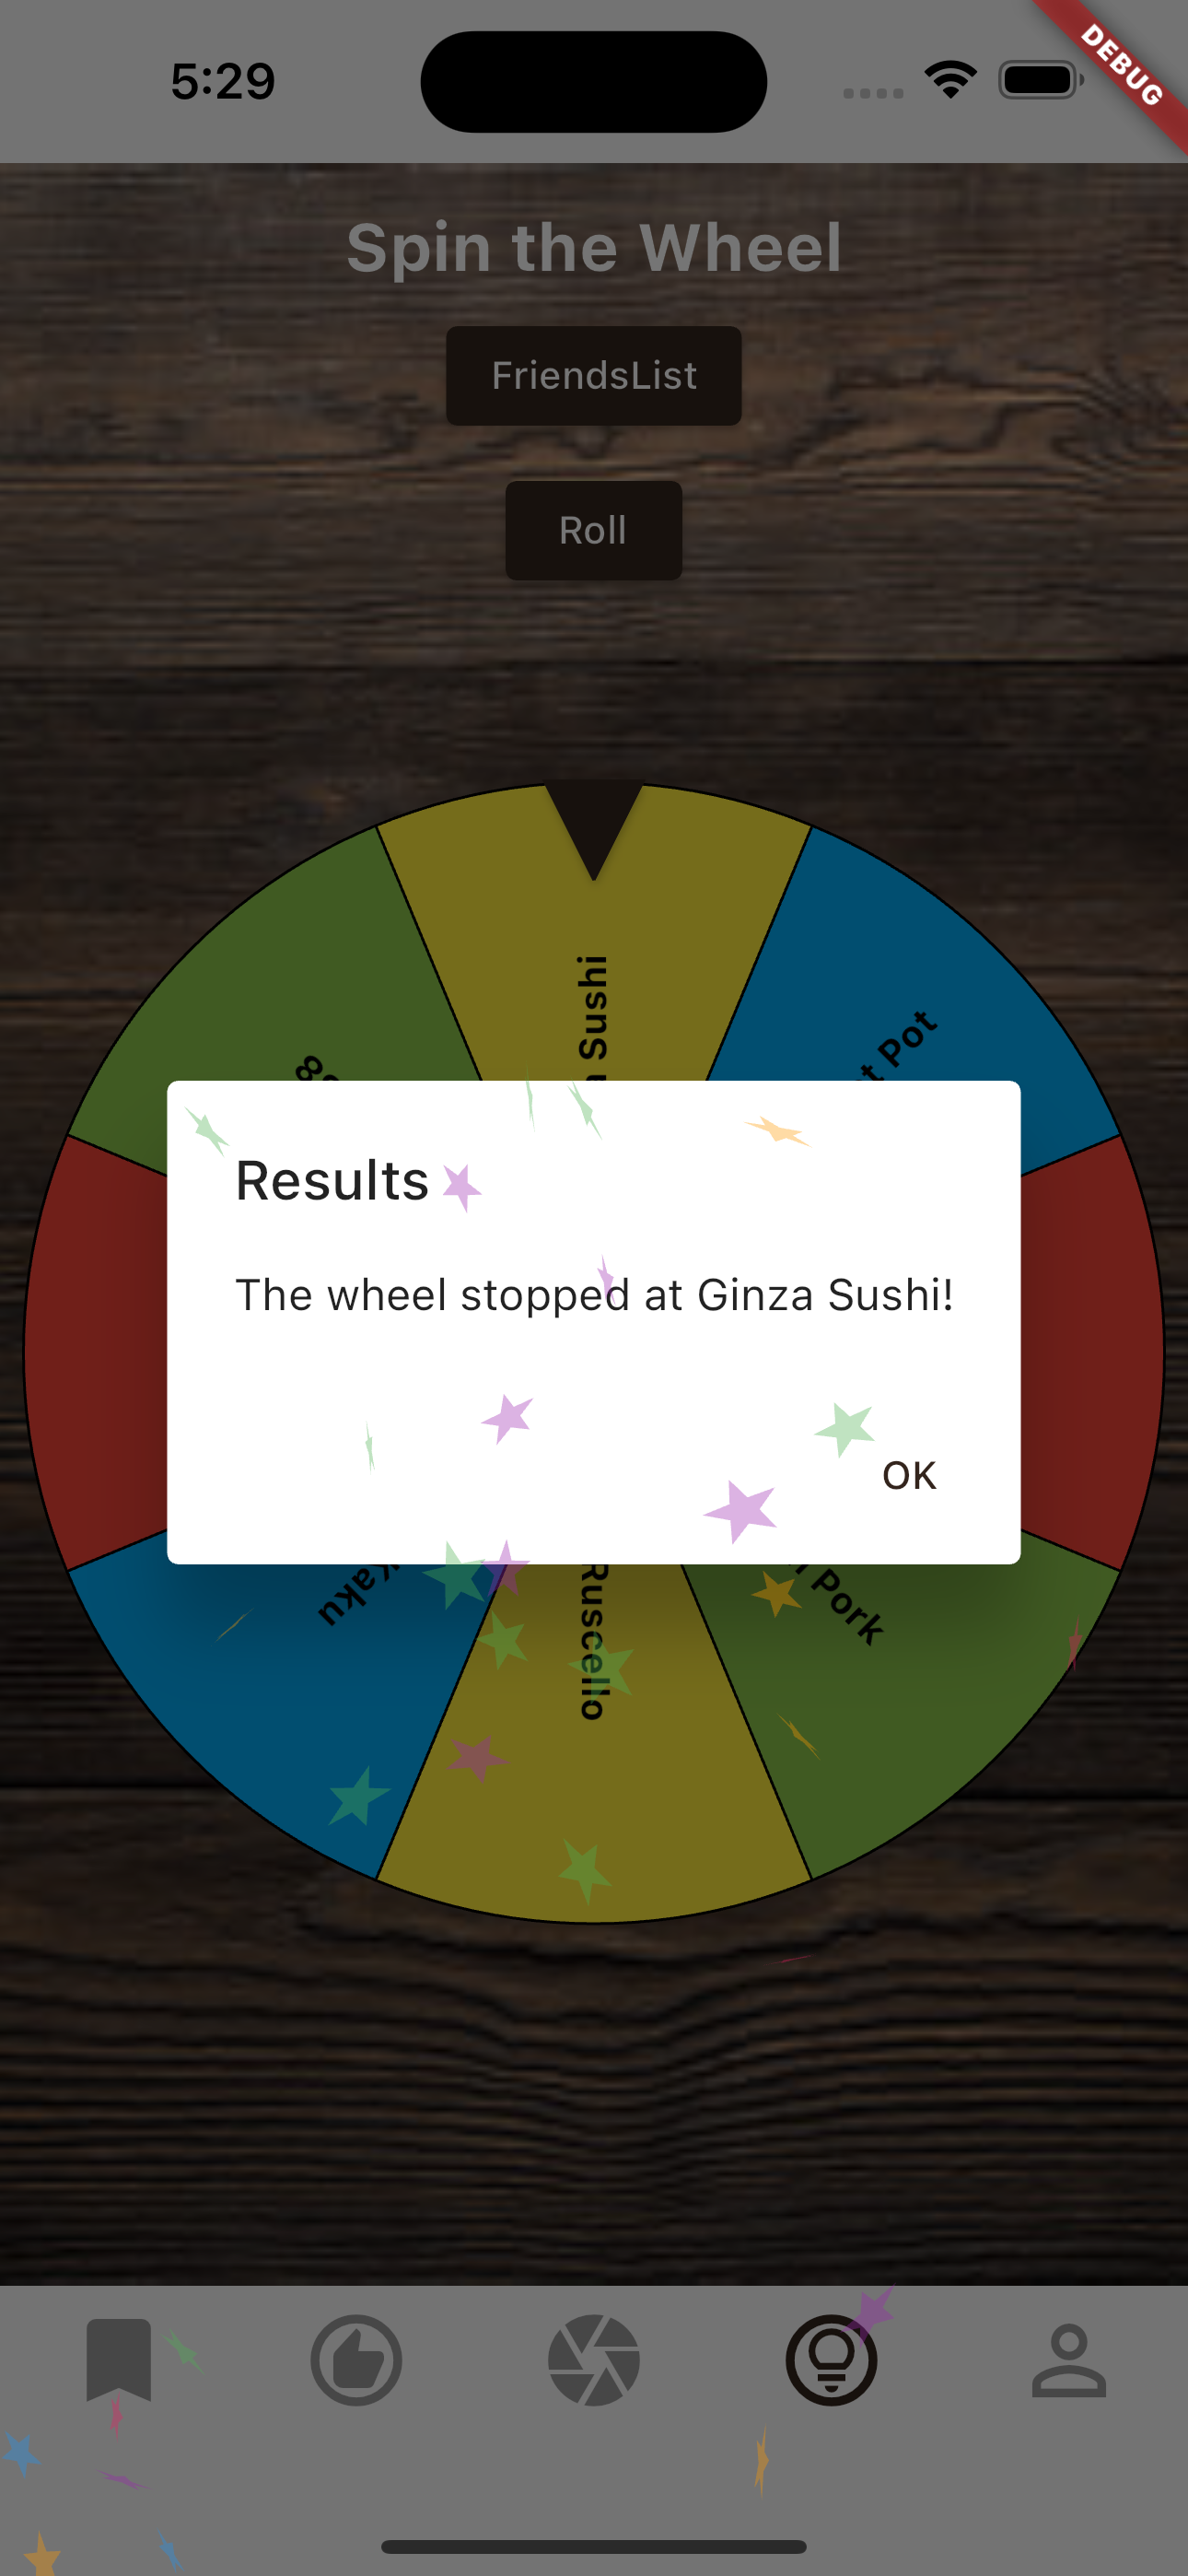 5:29
DEBUG
Spin the Wheel
FriendsList
Roll
Sushi
Pot
Results
The wheel stopped at Ginza Sushi!
OK
kaku
Ruscello
Pork